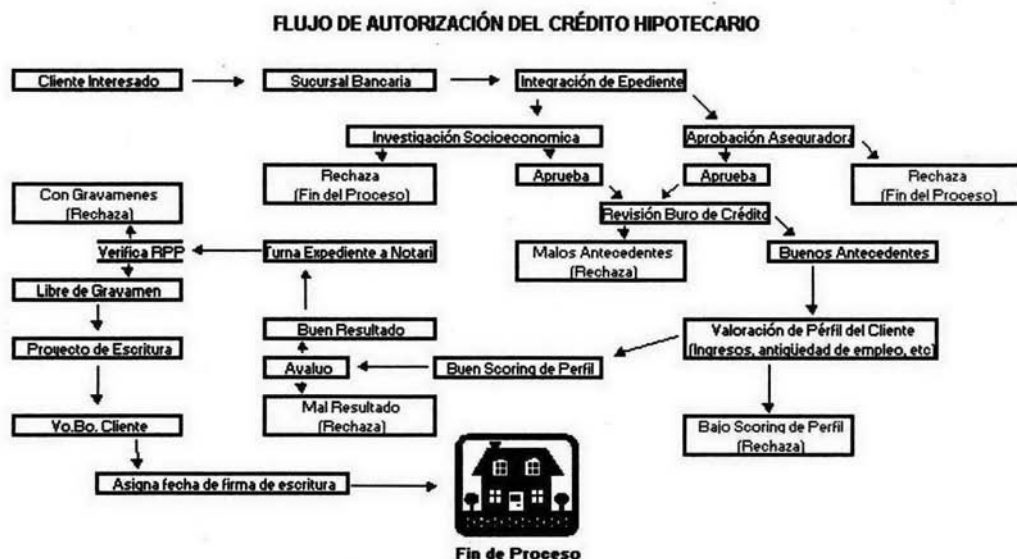 FLUJO DE AUTORIZACIÓN DEL CRÉDITO HIPOTECARIO
Cliente Interesado
Sucursal Bancaria
Integración de Epediente
Investigación Socioeconomica
Aprobación Aseguradora
Rechaza
(Fin del Proceso)
Aprueba
Aprueba
Rechaza
(Fin del Proceso)
Con Gravamenes
(Rechaza)
Revisión Buro de Crédito
Verifica RPP
Turna Expediente a Notari
Malos Antecedentes
(Rechaza)
Buenos Antecedentes
Libre de Gravamen
Buen Resultado
Valoración de Pérfil del Cliente
(Ingresos, antigüedad de empleo, etc)
Proyecto de Escritura
Avaluo
Buen Scoring de Perfil
Mal Resultado
(Rechaza)
Vo.Bo. Cliente
Bajo Scoring de Perfil
(Rechaza)
Asigna fecha de firma de escritura
Fin de Proceso